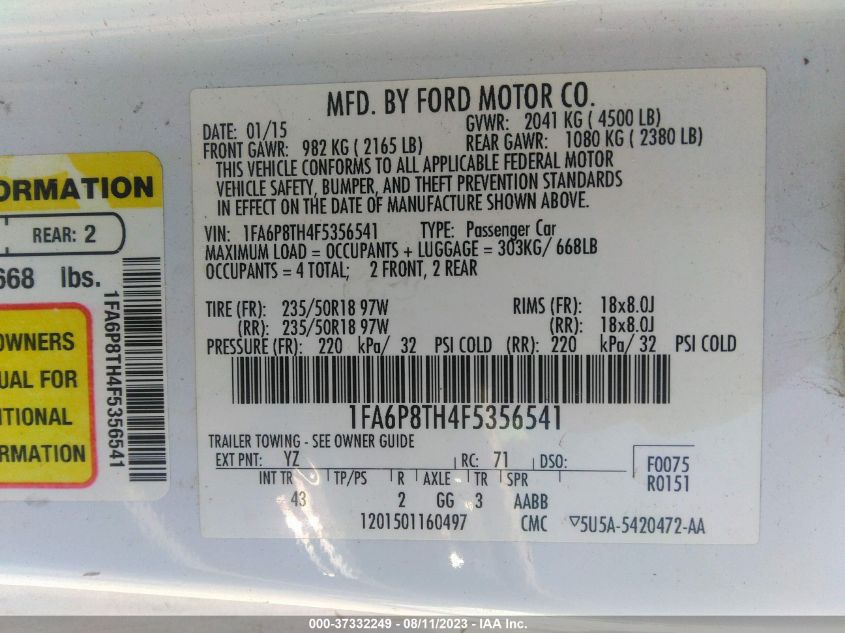 MFD. BY FORD MOTOR CO.
DATE: 01/15 GVWR: 2041 KG ( 4500 LB)
FRONT GAWR: 982 KG ( 2165 LB) REAR GAWR: 1080 KG ( 2380 LB)
THIS VEHICLE CONFORMS TO ALL APPLICABLE FEDERAL MOTOR
VEHICLE SAFETY, BUMPER, AND THEFT PREVENTION STANDARDS
IN EFFECT ON THE DATE OF MANUFACTURE SHOWN ABOVE.
VIN: 1FA6P8TH4F5356541 TYPE: Passenger Car
MAXIMUM LOAD = OCCUPANTS + LUGGAGE = 303KG/ 668LB
OCCUPANTS = 4 TOTAL; 2 FRONT, 2 REAR
TIRE (FR): 235/50R18 97W RIMS (FR): 18x8.0J
(RR): 235/50R18 97W (RR): 18x8.0J
PRESSURE (FR): 220 kPa/ 32 PSI COLD (RR): 220 kPa/ 32 PSI COLD
1FA6P8TH4F5356541
TRAILER TOWING - SEE OWNER GUIDE
EXT PNT: YZ RC: 71 DSO: F0075
R0151
INT TR TP/PS R AXLE TR SPR
43 2 GG 3 AABB
1201501160497 CMC ▽5U5A-5420472-AA
ORMATION
REAR: 2
668 lbs.
OWNERS
UAL FOR
ITIONAL
RMATION
1FA6P8TH4F5356541
000-37332249 - 08/11/2023 - IAA Inc.